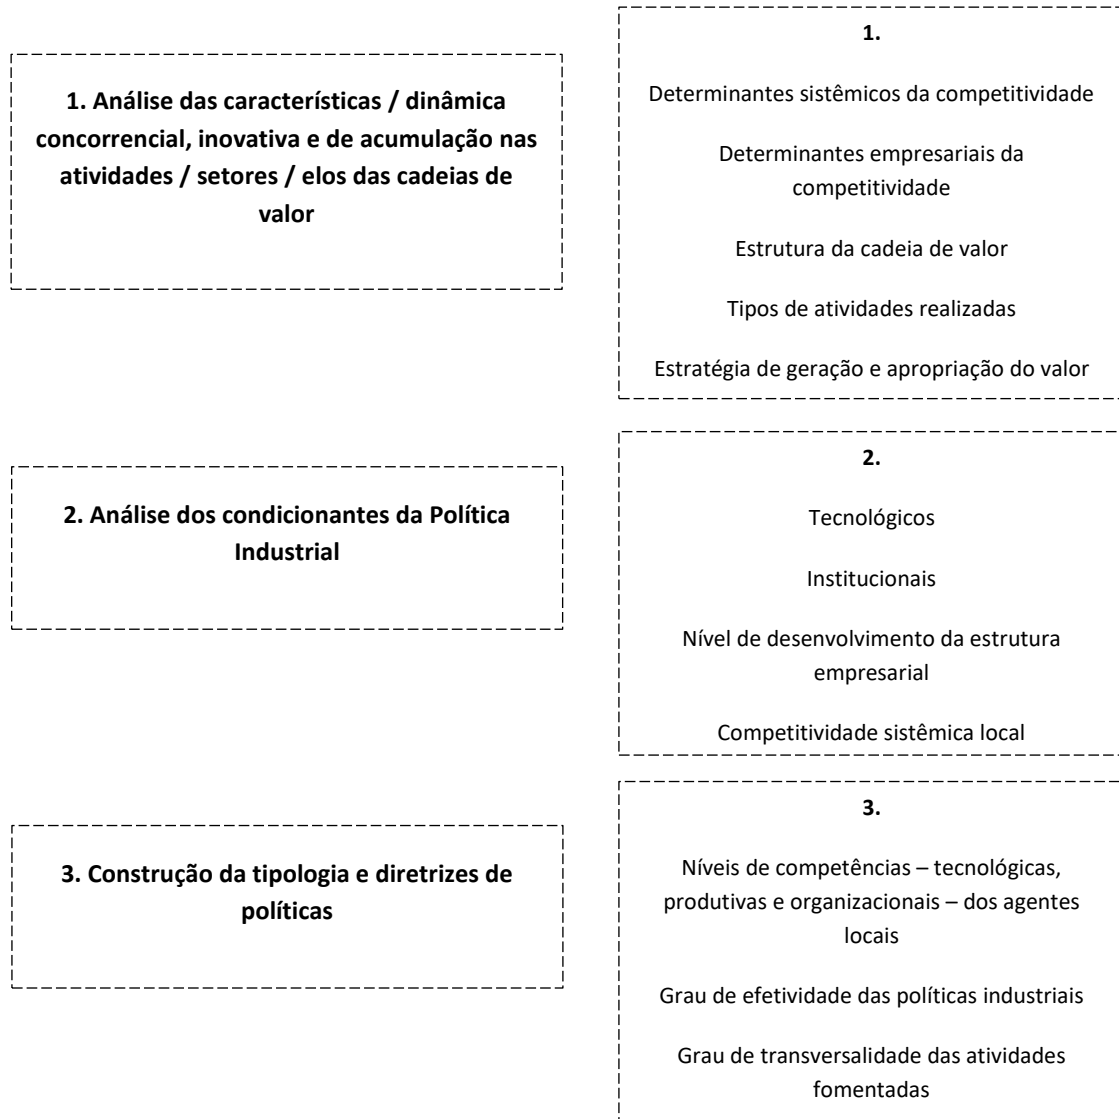 1. Análise das características / dinâmica
concorrencial, inovativa e de acumulação nas
atividades / setores / elos das cadeias de
valor
1.
Determinantes sistêmicos da competitividade
Determinantes empresariais da
competitividade
Estrutura da cadeia de valor
Tipos de atividades realizadas
Estratégia de geração e apropriação do valor
2. Análise dos condicionantes da Política
Industrial
2.
Tecnológicos
Institucionais
Nível de desenvolvimento da estrutura
empresarial
Competitividade sistêmica local
3. Construção da tipologia e diretrizes de
políticas
3.
Níveis de competências – tecnológicas,
produtivas e organizacionais – dos agentes
locais
Grau de efetividade das políticas industriais
Grau de transversalidade das atividades
fomentadas